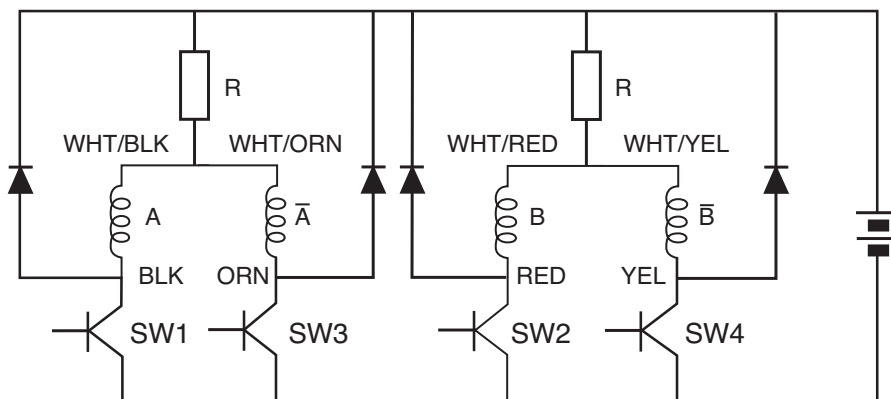 R R
WHT/BLK WHT/ORN WHT/RED WHT/YEL
A A̅ B B̅
BLK ORN RED YEL
SW1 SW3 SW2 SW4